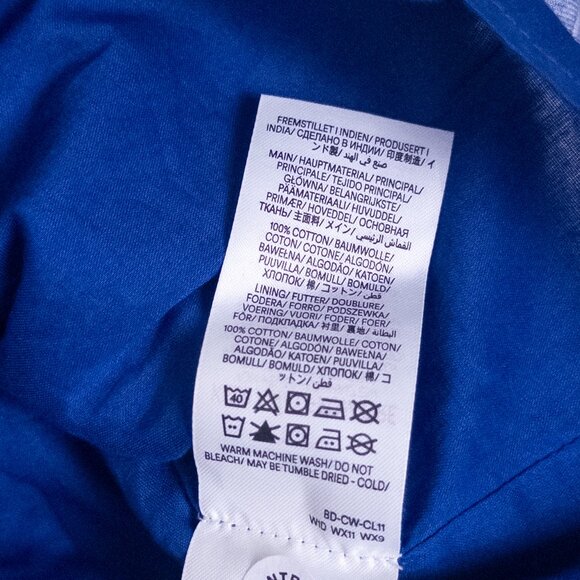 FREMSTILLET I INDIEN/ PRODUSERT I
INDIA/ СДЕЛАНО В ИНДИИ/ 印度制造/ イ
ンド製/ صنع في الهند
MAIN/ HAUPTMATERIAL/ PRINCIPAL/
PRINCIPALE/ TEJIDO PRINCIPAL/
GŁÓWNA/ BELANGRIJKSTE/
PÄÄMATERIAALI/ HUVUDDEL/
PRIMÆR/ HOVEDDEL/ ОСНОВНАЯ
ТКАНЬ/ 主面料/ メイン/ القماش الرئيسي
100% COTTON/ BAUMWOLLE/
COTON/ COTONE/ ALGODÓN/
BAWEŁNA/ ALGODÃO/ KATOEN/
PUUVILLA/ BOMULL/ BOMULD/
ХЛОПОК/ 棉/ コットン/ قطن
LINING/ FUTTER/ DOUBLURE/
FODERA/ FORRO/ PODSZEWKA/
VOERING/ VUORI/ FODER/ FOER/
FÓR/ ПОДКЛАДКА/ 衬里/ 裏地/ البطانة
100% COTTON/ BAUMWOLLE/ COTON/
COTONE/ ALGODÓN/ BAWEŁNA/
ALGODÃO/ KATOEN/ PUUVILLA/
BOMULL/ BOMULD/ ХЛОПОК/ 棉/ コ
ットン/ قطن
40
WARM MACHINE WASH/ DO NOT
BLEACH/ MAY BE TUMBLE DRIED - COLD/
BD-CW-CL11
W10 WX11 WX9